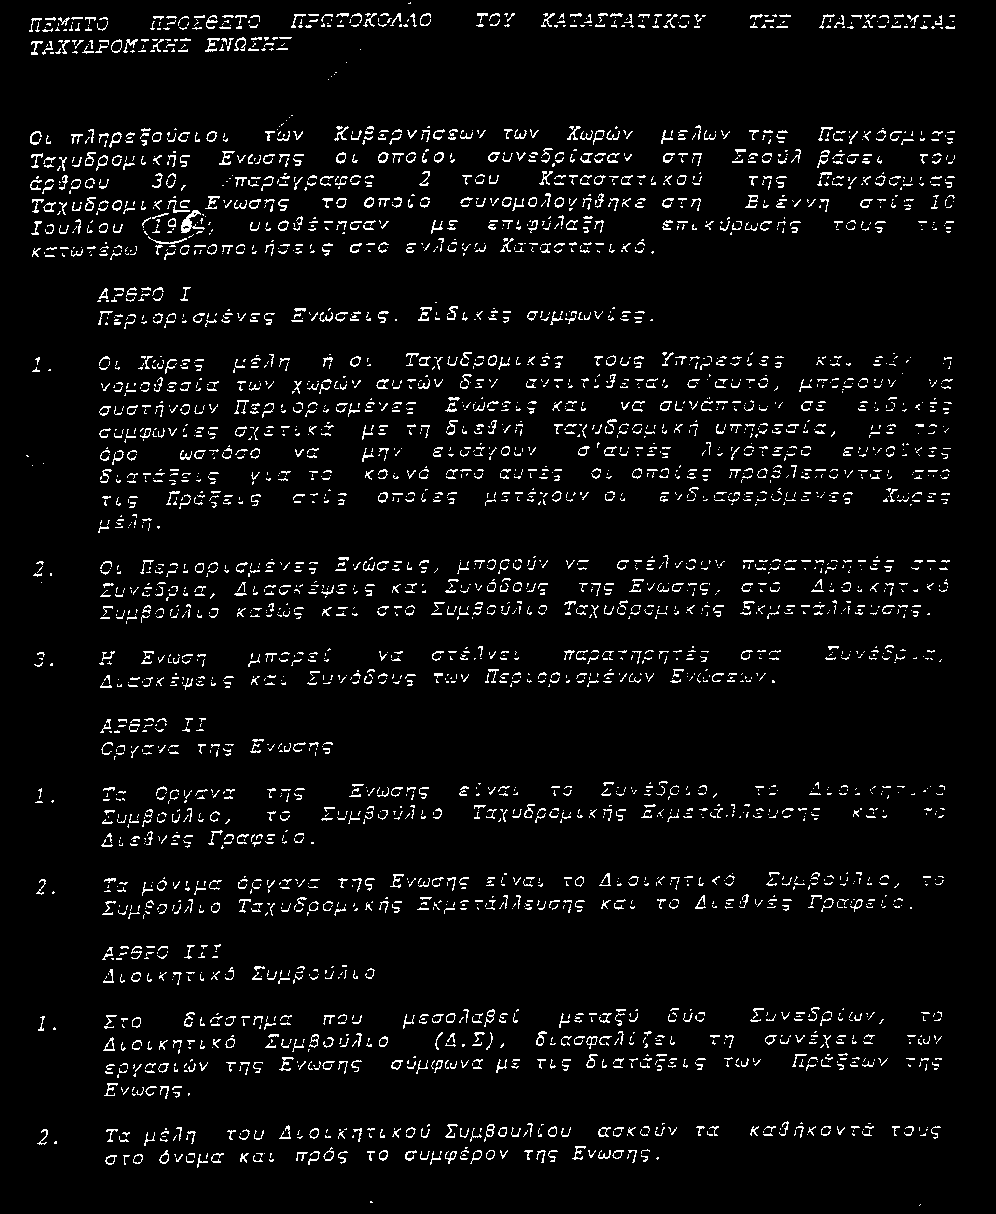 ΠΕΜΠΤΟ ΠΡΟΣΘΕΤΟ ΠΡΩΤΟΚΟΛΛΟ ΤΟΥ ΚΑΤΑΣΤΑΤΙΚΟΥ ΤΗΣ ΠΑΓΚΟΣΜΙΑΣ
ΤΑΧΥΔΡΟΜΙΚΗΣ ΕΝΩΣΗΣ
Οι πληρεξούσιοι των Κυβερνήσεων των Χωρών μελων της Παγκόσμιας
Ταχυδρομικής Ενωσης οι οποίοι συνεδρίασαν στη Σεούλ βάσει του
άρθρου 30, παράγραφος 2 του Καταστατικού της Παγκόσμιας
Ταχυδρομικής Ενωσης το οποίο συνομολογήθηκε στη Βιέννη στίς 10
Ιουλίου 1964, υιοθέτησαν με επιφύλαξη επικύρωσής τους τις
κατωτέρω τροποποιήσεις στο ενλόγω Καταστατικό.
ΑΡΘΡΟ Ι
Περιορισμένες Ενώσεις. Ειδικές συμφωνίες.
1. Οι Χώρες μέλη ή οι Ταχυδρομικές τους Υπηρεσίες και εάν η
νομοθεσία των χωρών αυτών δεν αντιτίθεται σ'αυτό, μπορούν να
συστήνουν Περιορισμένες Ενώσεις και να συνάπτουν σε ειδικές
συμφωνίες σχετικά με τη διεθνή ταχυδρομική υπηρεσία, με τον
όρο ωστόσο να μην εισάγουν σ'αυτές λιγότερο ευνοϊκές
διατάξεις για το κοινό από αυτές οι οποίες προβλέπονται απο
τις Πράξεις στίς οποίες μετέχουν οι ενδιαφερόμενες Χωρες
μέλη.
2. Οι Περιορισμένες Ενώσεις, μπορούν να στέλνουν παρατηρητές στα
Συνέδρια, Διασκέψεις και Συνόδους της Ενωσης, στο Διοικητικό
Συμβούλιο καθώς και στο Συμβούλιο Ταχυδρομικής Εκμετάλλευσης.
3. Η Ενωση μπορεί να στέλνει παρατηρητές στα Συνέδρια,
Διασκέψεις και Συνόδους των Περιορισμένων Ενώσεων.
ΑΡΘΡΟ ΙΙ
Οργανα της Ενωσης
1. Τα Οργανα της Ενωσης είναι το Συνέδριο, το Διοικητικό
Συμβούλιο, το Συμβούλιο Ταχυδρομικής Εκμετάλλευσης και το
Διεθνές Γραφείο.
2. Τα μόνιμα όργανα της Ενωσης είναι το Διοικητικό Συμβούλιο, το
Συμβούλιο Ταχυδρομικής Εκμετάλλευσης και το Διεθνές Γραφείο.
ΑΡΘΡΟ ΙΙΙ
Διοικητικό Συμβούλιο
1. Στο διάστημα που μεσολαβεί μεταξύ δύο Συνεδρίων, το
Διοικητικό Συμβούλιο (Δ.Σ), διασφαλίζει τη συνέχεια των
εργασιών της Ενωσης σύμφωνα με τις διατάξεις των Πράξεων της
Ενωσης.
2. Τα μέλη του Διοικητικού Συμβουλίου ασκούν τα καθήκοντά τους
στο όνομα και πρός το συμφέρον της Ενωσης.